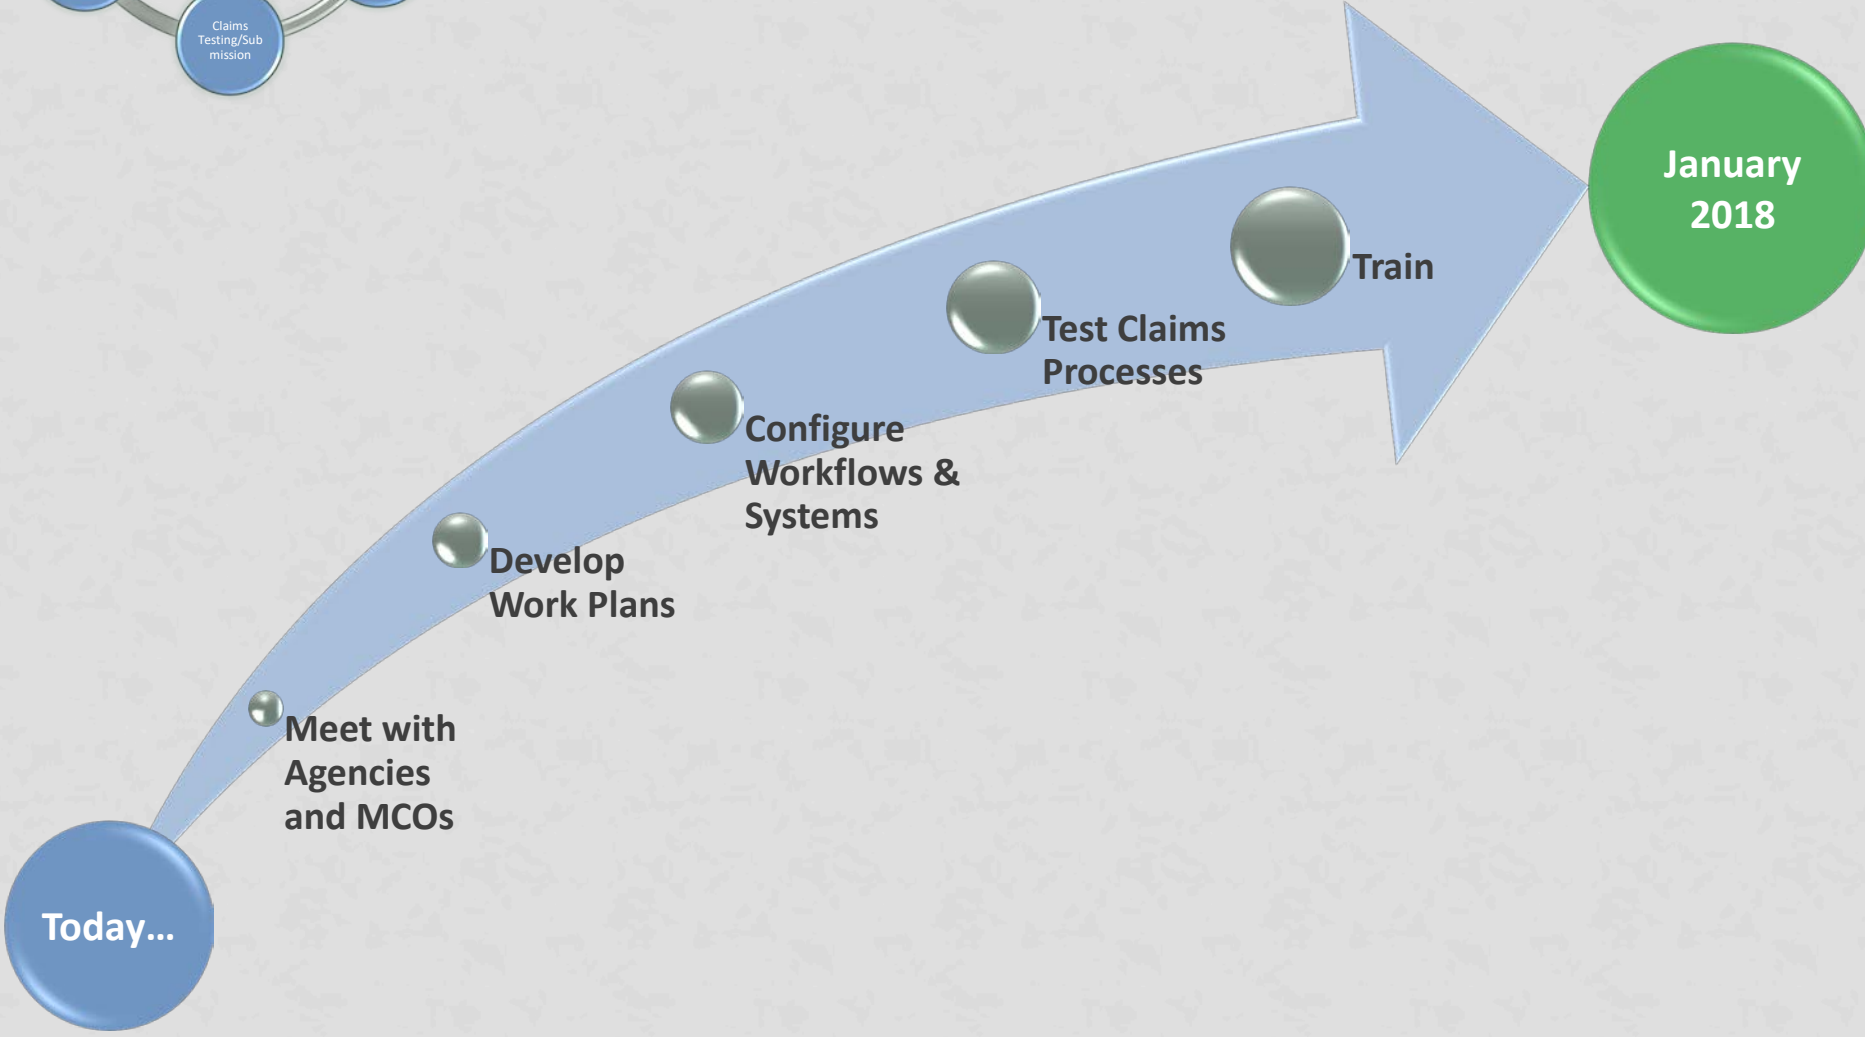 Claims
Testing/Sub
mission
January
2018
Train
Test Claims
Processes
Configure
Workflows &
Systems
Develop
Work Plans
Meet with
Agencies
and MCOs
Today…